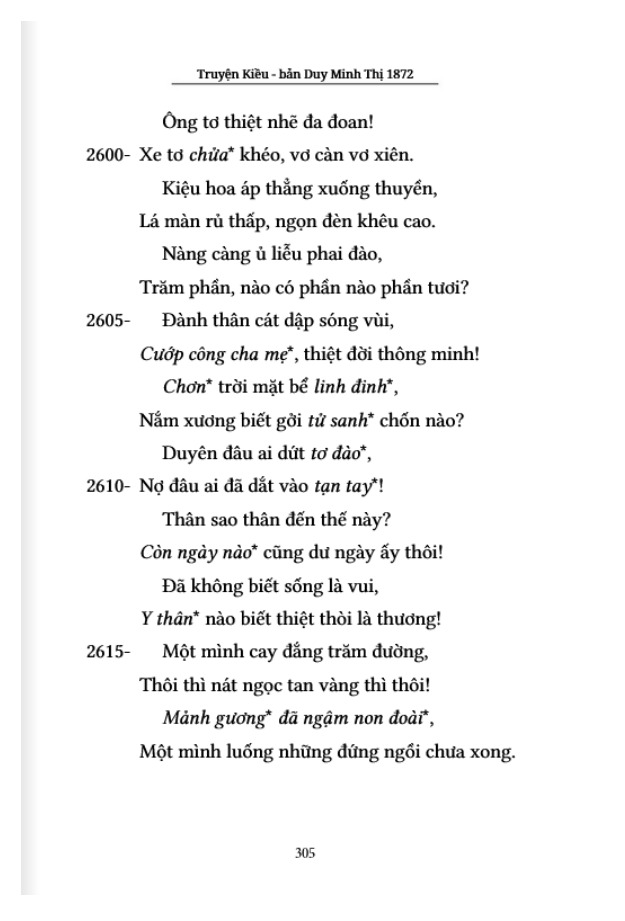 Truyện Kiều - bản Duy Minh Thị 1872
Ông tơ thiệt nhẽ đa đoan!
2600- Xe tơ chửa* khéo, vơ càn vơ xiên.
Kiệu hoa áp thẳng xuống thuyền,
Lá màn rủ thấp, ngọn đèn khêu cao.
Nàng càng ủ liễu phai đào,
Trăm phần, nào có phần nào phần tươi?
2605- Đành thân cát dập sóng vùi,
Cướp công cha mẹ*, thiệt đời thông minh!
Chơn* trời mặt bể linh đinh*,
Nắm xương biết gởi tử sanh* chốn nào?
Duyên đâu ai dứt tơ đào*,
2610- Nợ đâu ai đã dắt vào tạn tay*!
Thân sao thân đến thế này?
Còn ngày nào* cũng dư ngày ấy thôi!
Đã không biết sống là vui,
Y thân* nào biết thiệt thòi là thương!
2615- Một mình cay đắng trăm đường,
Thôi thì nát ngọc tan vàng thì thôi!
Mảnh gương* đã ngậm non đoài*,
Một mình luống những đứng ngồi chưa xong.
305